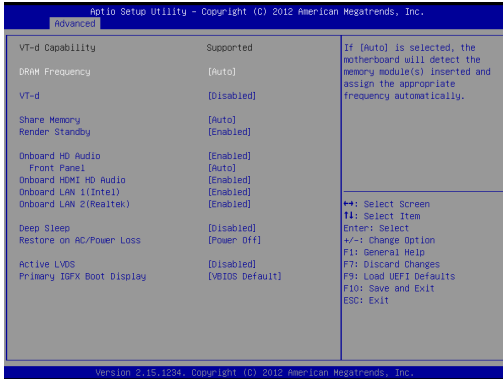 Aptio Setup Utility – Copyright (C) 2012 American Megatrends, Inc.
Advanced
VT-d Capability Supported
DRAM Frequency [Auto]
VT-d [Disabled]
Share Memory [Auto]
Render Standby [Enabled]
Onboard HD Audio [Enabled]
Front Panel [Auto]
Onboard HDMI HD Audio [Enabled]
Onboard LAN 1(Intel) [Enabled]
Onboard LAN 2(Realtek) [Enabled]
Deep Sleep [Disabled]
Restore on AC/Power Loss [Power Off]
Active LVDS [Disabled]
Primary IGFX Boot Display [VBIOS Default]
If [Auto] is selected, the
motherboard will detect the
memory module(s) inserted and
assign the appropriate
frequency automatically.
↔: Select Screen
↑↓: Select Item
Enter: Select
+/-: Change Option
F1: General Help
F7: Discard Changes
F9: Load UEFI Defaults
F10: Save and Exit
ESC: Exit
Version 2.15.1234. Copyright (C) 2012 American Megatrends, Inc.